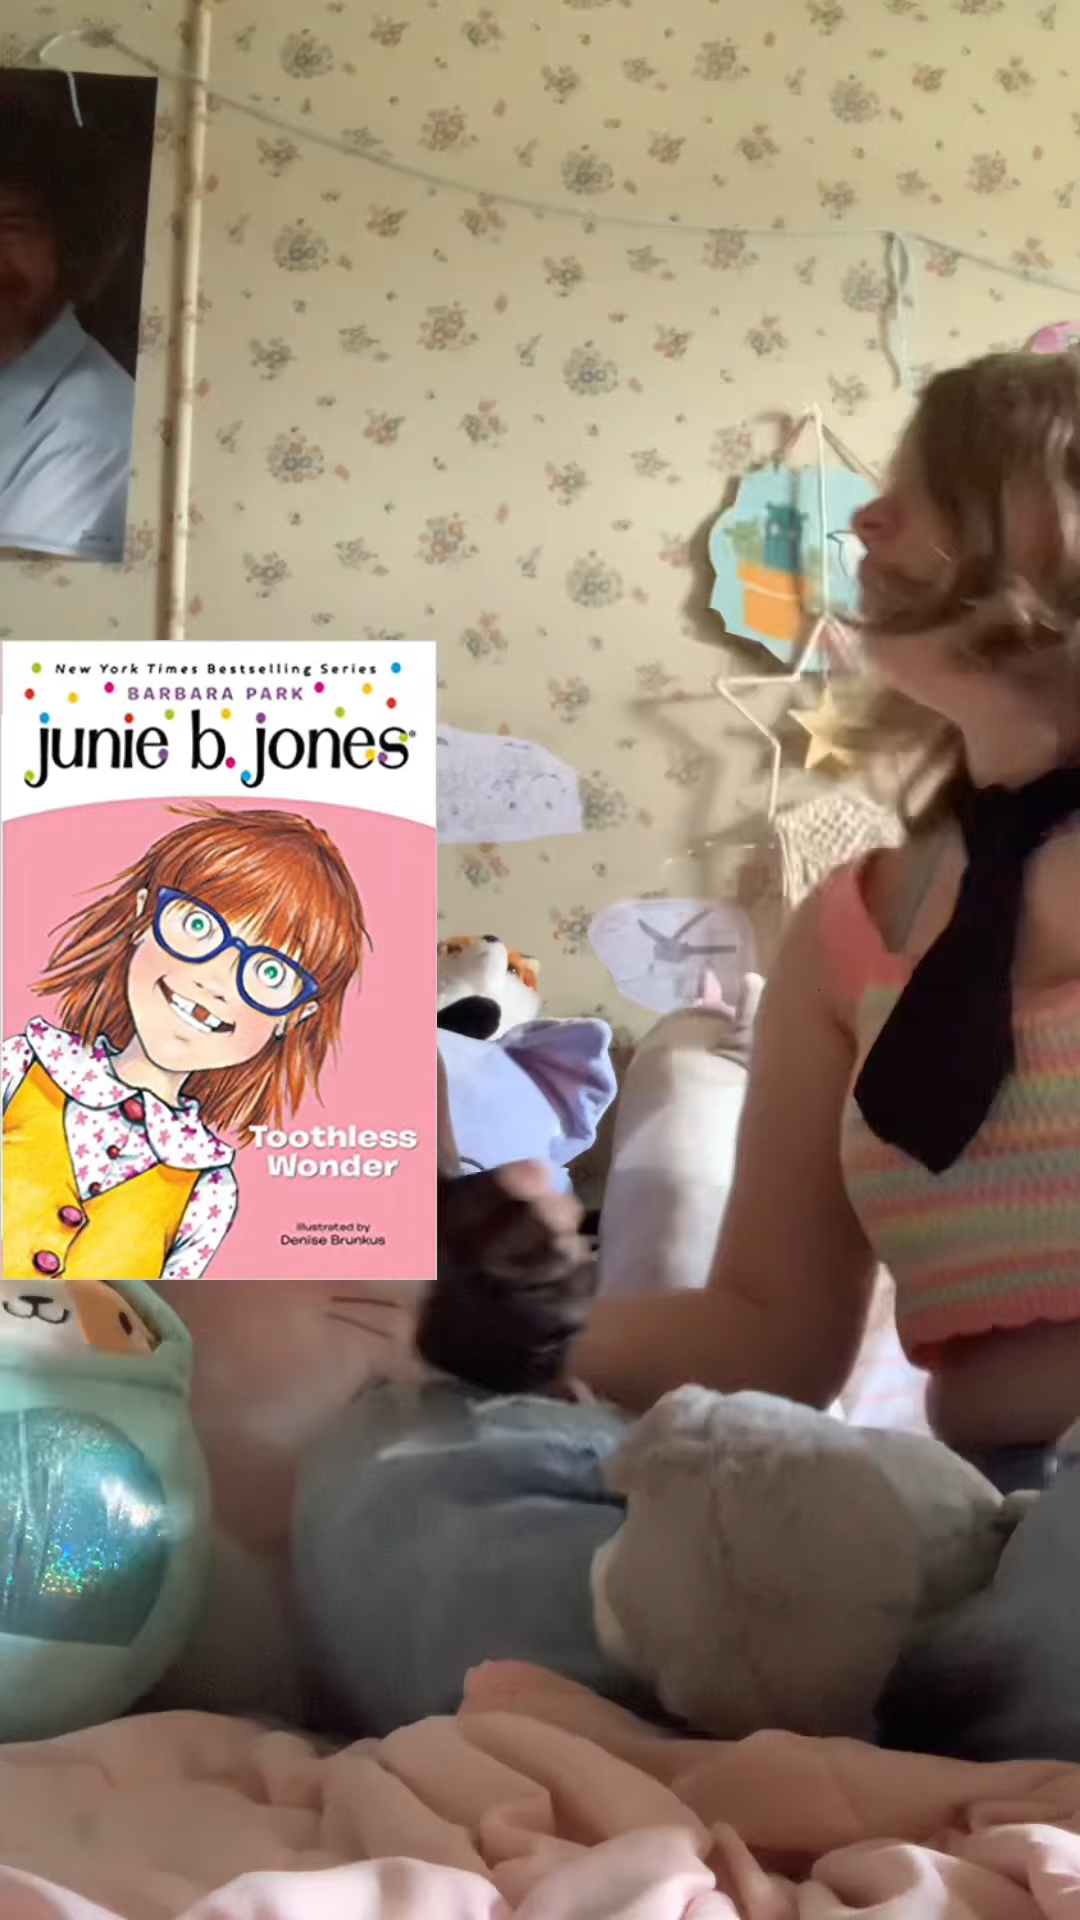 New York Times Bestselling Series
BARBARA PARK
junie b. jones®
Toothless
Wonder
illustrated by
Denise Brunkus